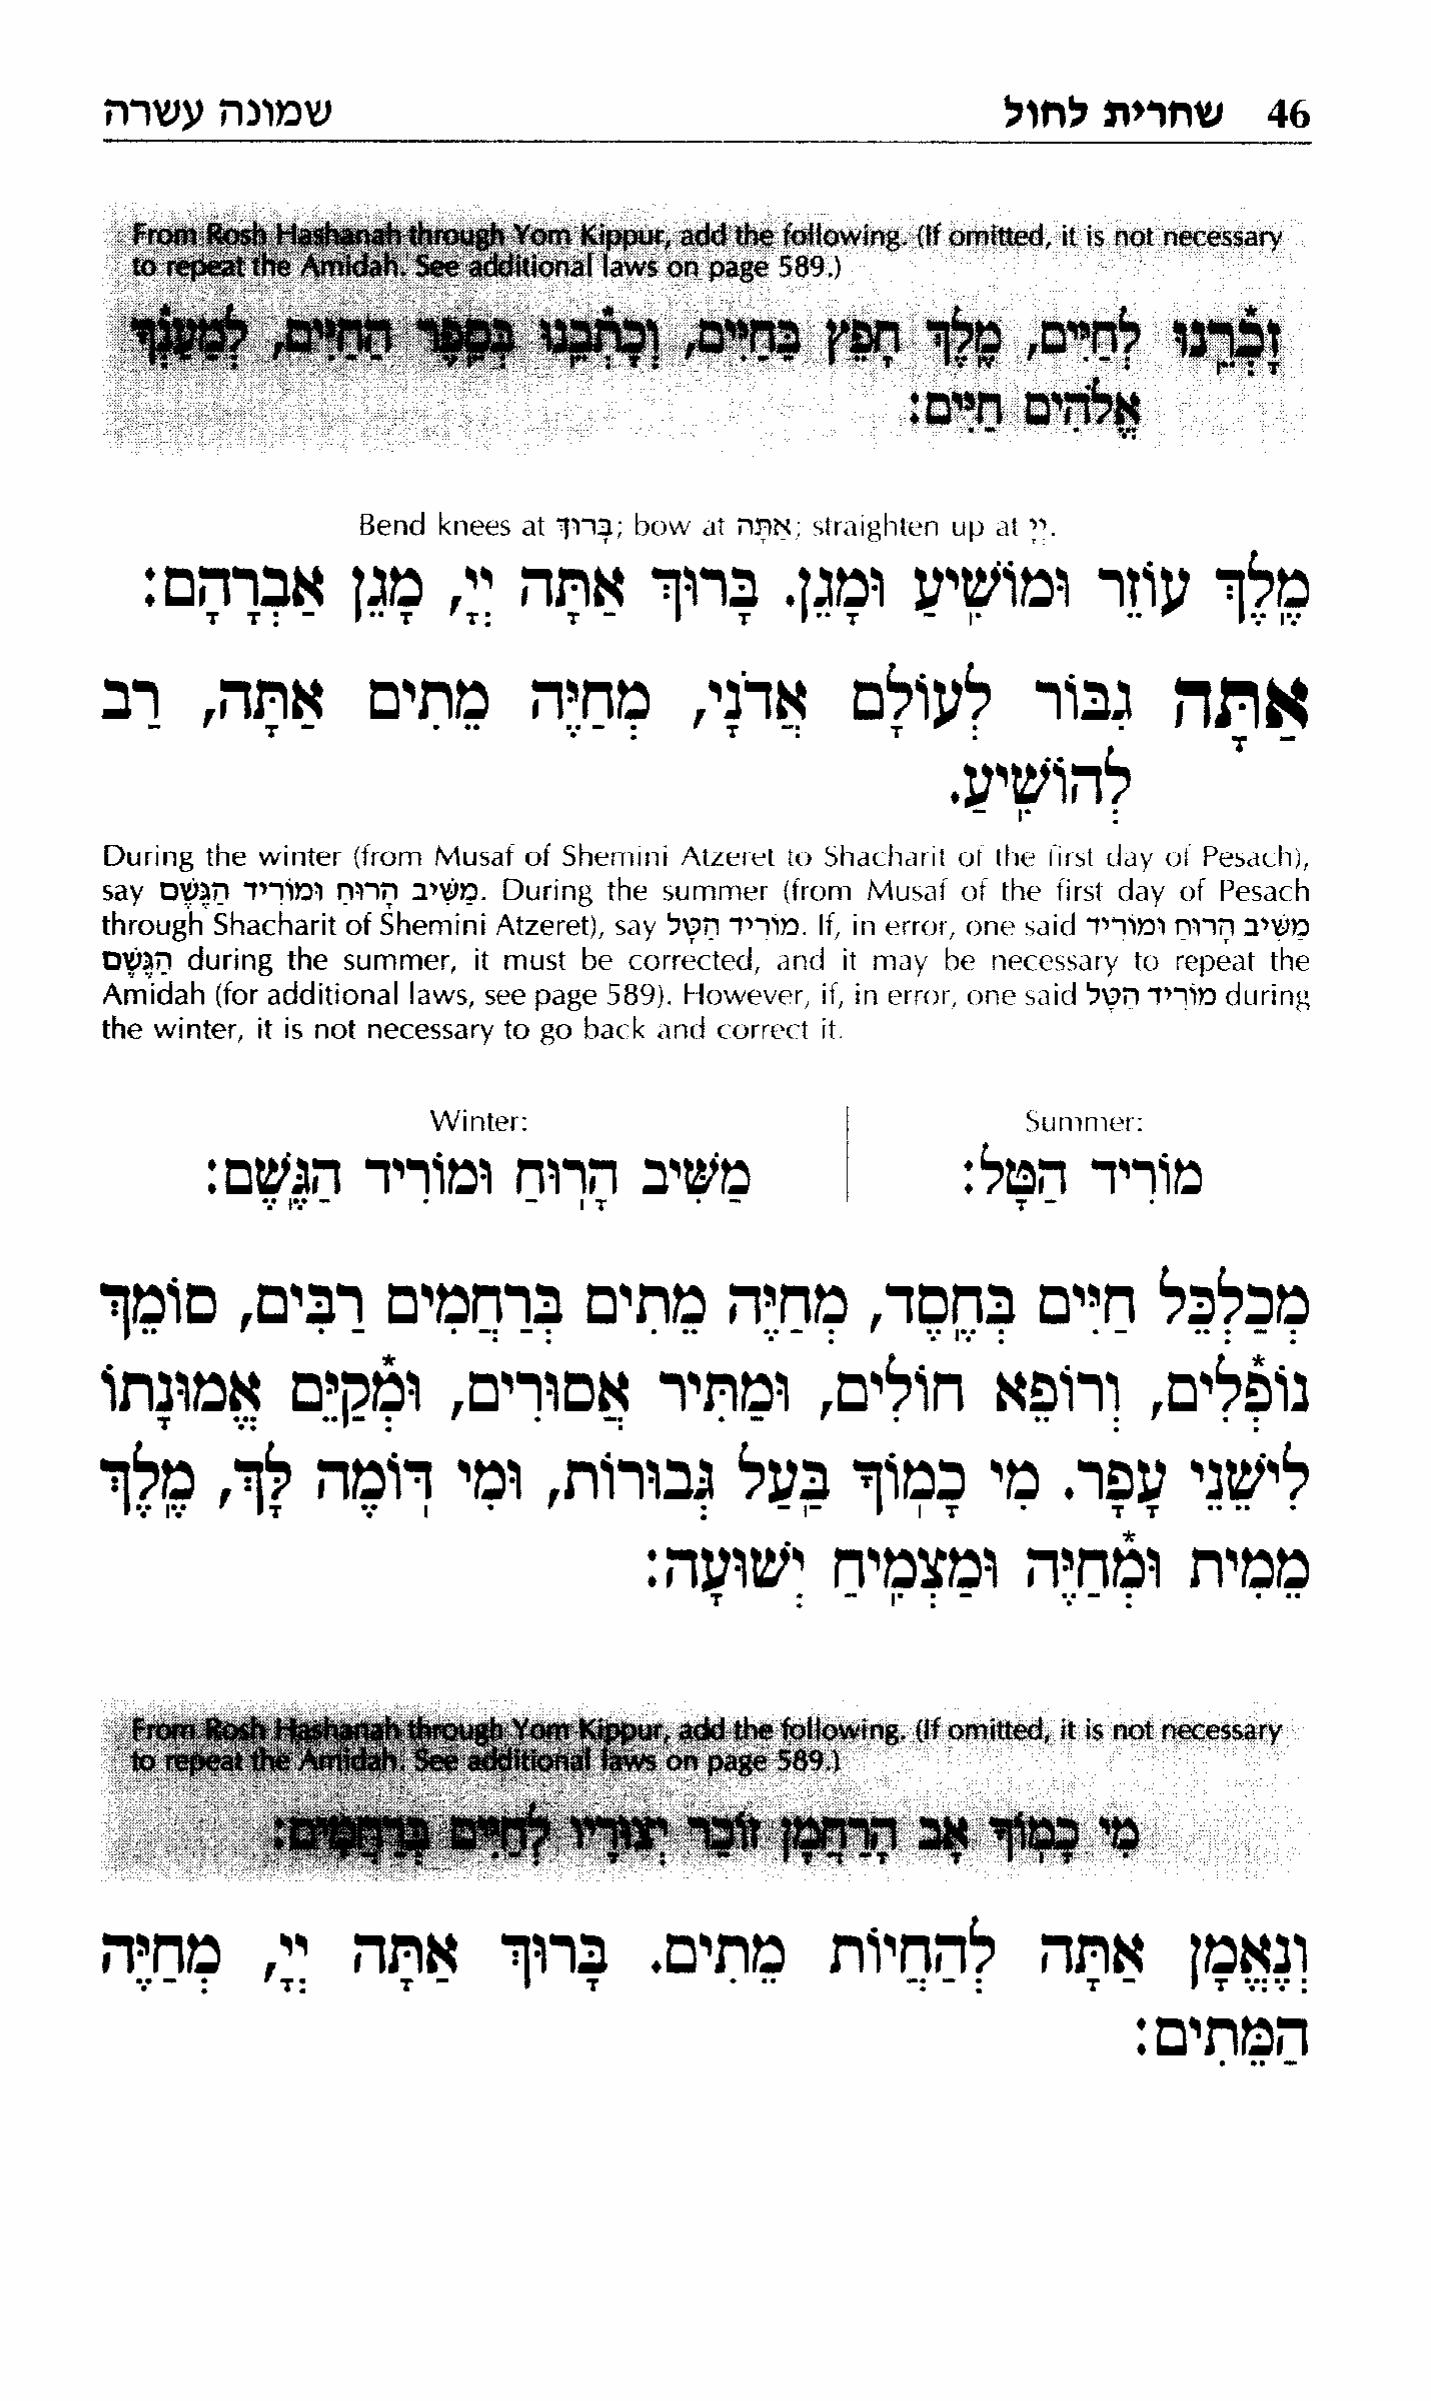 46 שחרית לחול שמונה עשרה
From Rosh Hashanah through Yom Kippur, add the following. (If omitted, it is not necessary
to repeat the Amidah. See additional laws on page 589.)
זָכְרֵֽנוּ לְחַיִּים, מֶֽלֶךְ חָפֵץ בַּחַיִּים, וְכָתְבֵֽנוּ בְּסֵֽפֶר הַחַיִּים, לְמַעַנְךָ
אֱלֹהִים חַיִּים:
Bend knees at בָּרוּךְ; bow at אַתָּה; straighten up at יְיָ.
מֶֽלֶךְ עוֹזֵר וּמוֹשִֽׁיעַ וּמָגֵן. בָּרוּךְ אַתָּה יְיָ, מָגֵן אַבְרָהָם:
אַתָּה גִבּוֹר לְעוֹלָם אֲדֹנָי, מְחַיֶּה מֵתִים אַתָּה, רַב
לְהוֹשִֽׁיעַ.
During the winter (from Musaf of Shemini Atzeret to Shacharit of the first day of Pesach),
say מַשִּׁיב הָרוּחַ וּמוֹרִיד הַגֶּשֶׁם. During the summer (from Musaf of the first day of Pesach
through Shacharit of Shemini Atzeret), say מוֹרִיד הַטָּל. If, in error, one said מַשִּׁיב הָרוּחַ וּמוֹרִיד
הַגֶּשֶׁם during the summer, it must be corrected, and it may be necessary to repeat the
Amidah (for additional laws, see page 589). However, if, in error, one said מוֹרִיד הַטָּל during
the winter, it is not necessary to go back and correct it.
Summer:
מוֹרִיד הַטָּל:
Winter:
מַשִּׁיב הָרֽוּחַ וּמוֹרִיד הַגֶּֽשֶׁם:
מְכַלְכֵּל חַיִּים בְּחֶֽסֶד, מְחַיֶּה מֵתִים בְּרַחֲמִים רַבִּים, סוֹמֵךְ
נוֹפְ֯לִים, וְרוֹפֵא חוֹלִים, וּמַתִּיר אֲסוּרִים, וּמְ֯קַיֵּם אֱמוּנָתוֹ
לִישֵׁנֵי עָפָר. מִי כָמֽוֹךָ בַּֽעַל גְּבוּרוֹת, וּמִי דּֽוֹמֶה לָּךְ, מֶֽלֶךְ
מֵמִית וּמְ֯חַיֶּה וּמַצְמִֽיחַ יְשׁוּעָה:
From Rosh Hashanah through Yom Kippur, add the following. (If omitted, it is not necessary
to repeat the Amidah. See additional laws on page 589.)
מִי כָמֽוֹךָ אָב הָרַחֲמָן זוֹכֵר יְצוּרָיו לְחַיִּים בְּרַחֲמִים:
וְנֶאֱמָן אַתָּה לְהַחֲיוֹת מֵתִים. בָּרוּךְ אַתָּה יְיָ, מְחַיֶּה
הַמֵּתִים: